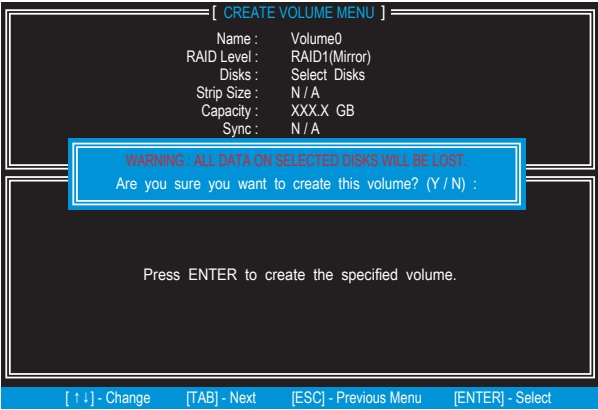 [ CREATE VOLUME MENU ]
Name : Volume0
RAID Level : RAID1(Mirror)
Disks : Select Disks
Strip Size : N / A
Capacity : XXX.X GB
Sync : N / A
WARNING : ALL DATA ON SELECTED DISKS WILL BE LOST.
Are you sure you want to create this volume? (Y / N) :
Press ENTER to create the specified volume.
[ ↑↓] - Change [TAB] - Next [ESC] - Previous Menu [ENTER] - Select